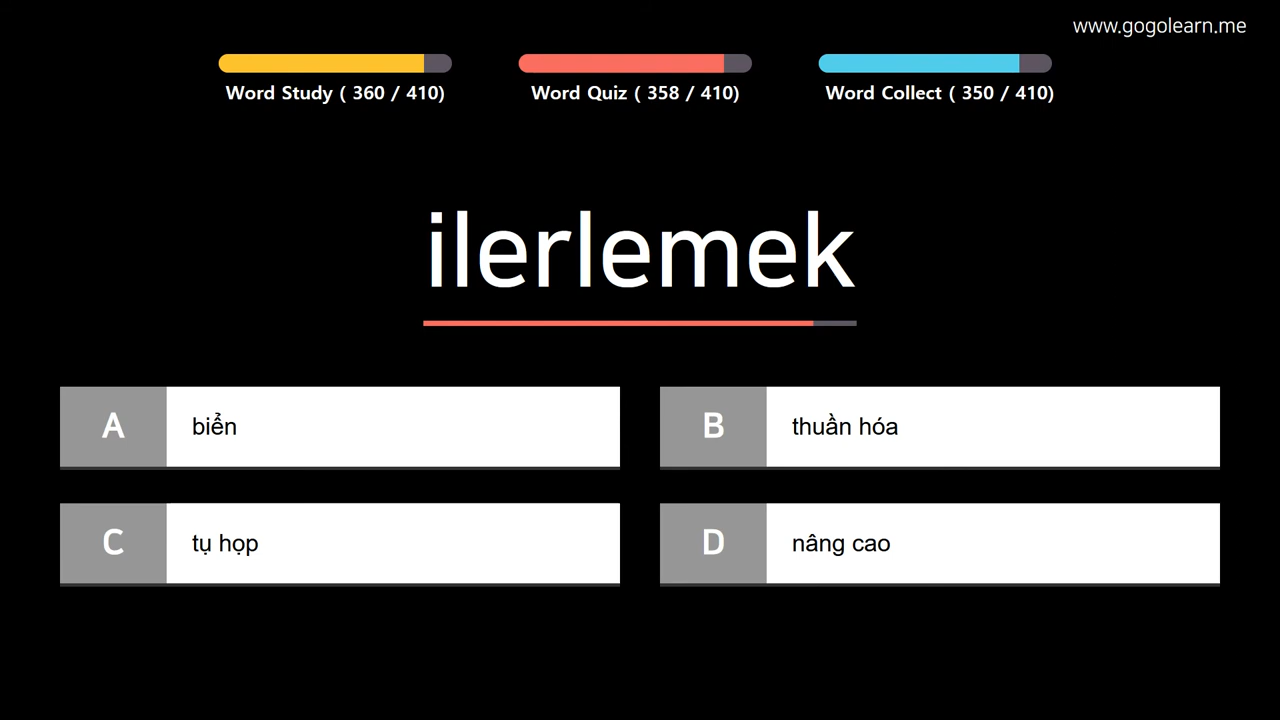 www.gogolearn.me
Word Study ( 360 / 410)
Word Quiz ( 358 / 410)
Word Collect ( 350 / 410)
ilerlemek
A
biển
B
thuần hóa
C
tụ họp
D
nâng cao